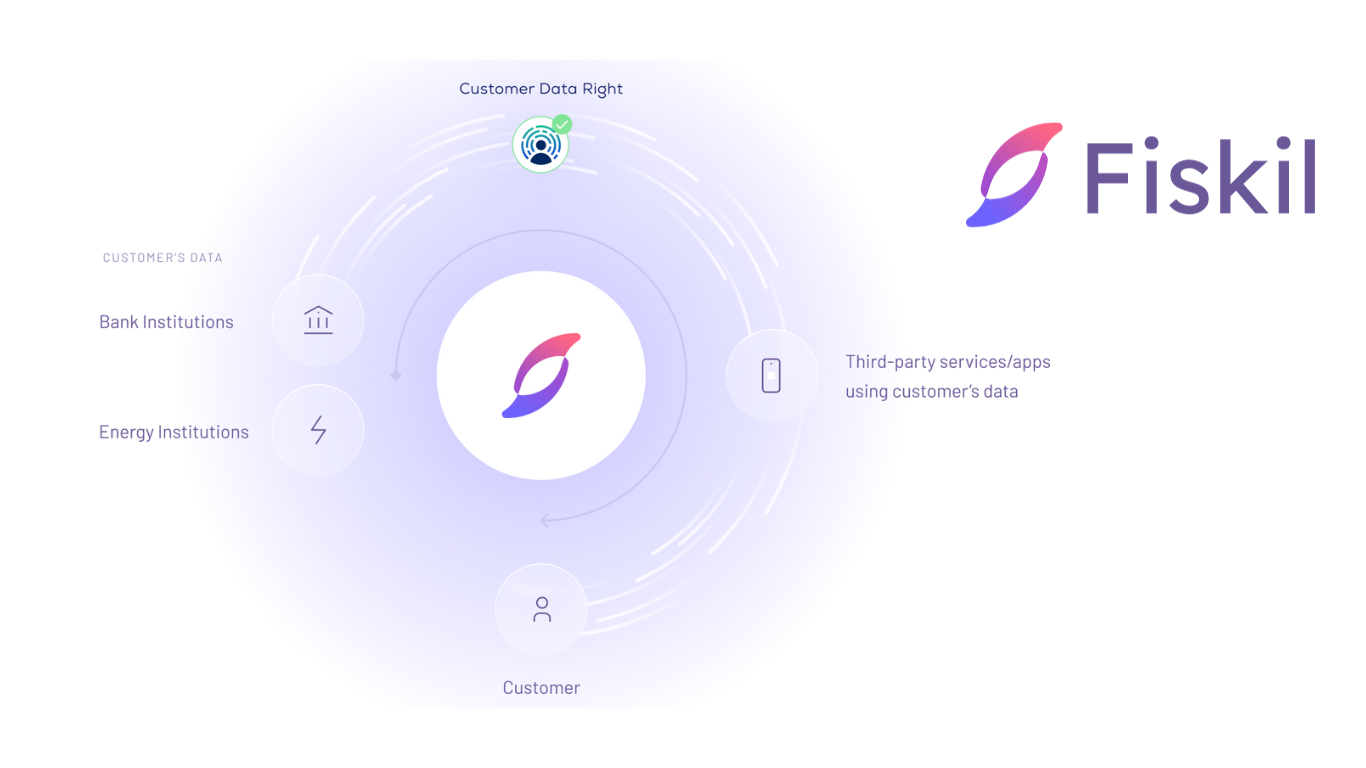 Customer Data Right
Fiskil
CUSTOMER'S DATA
Bank Institutions
Energy Institutions
Third-party services/apps
using customer’s data
Customer